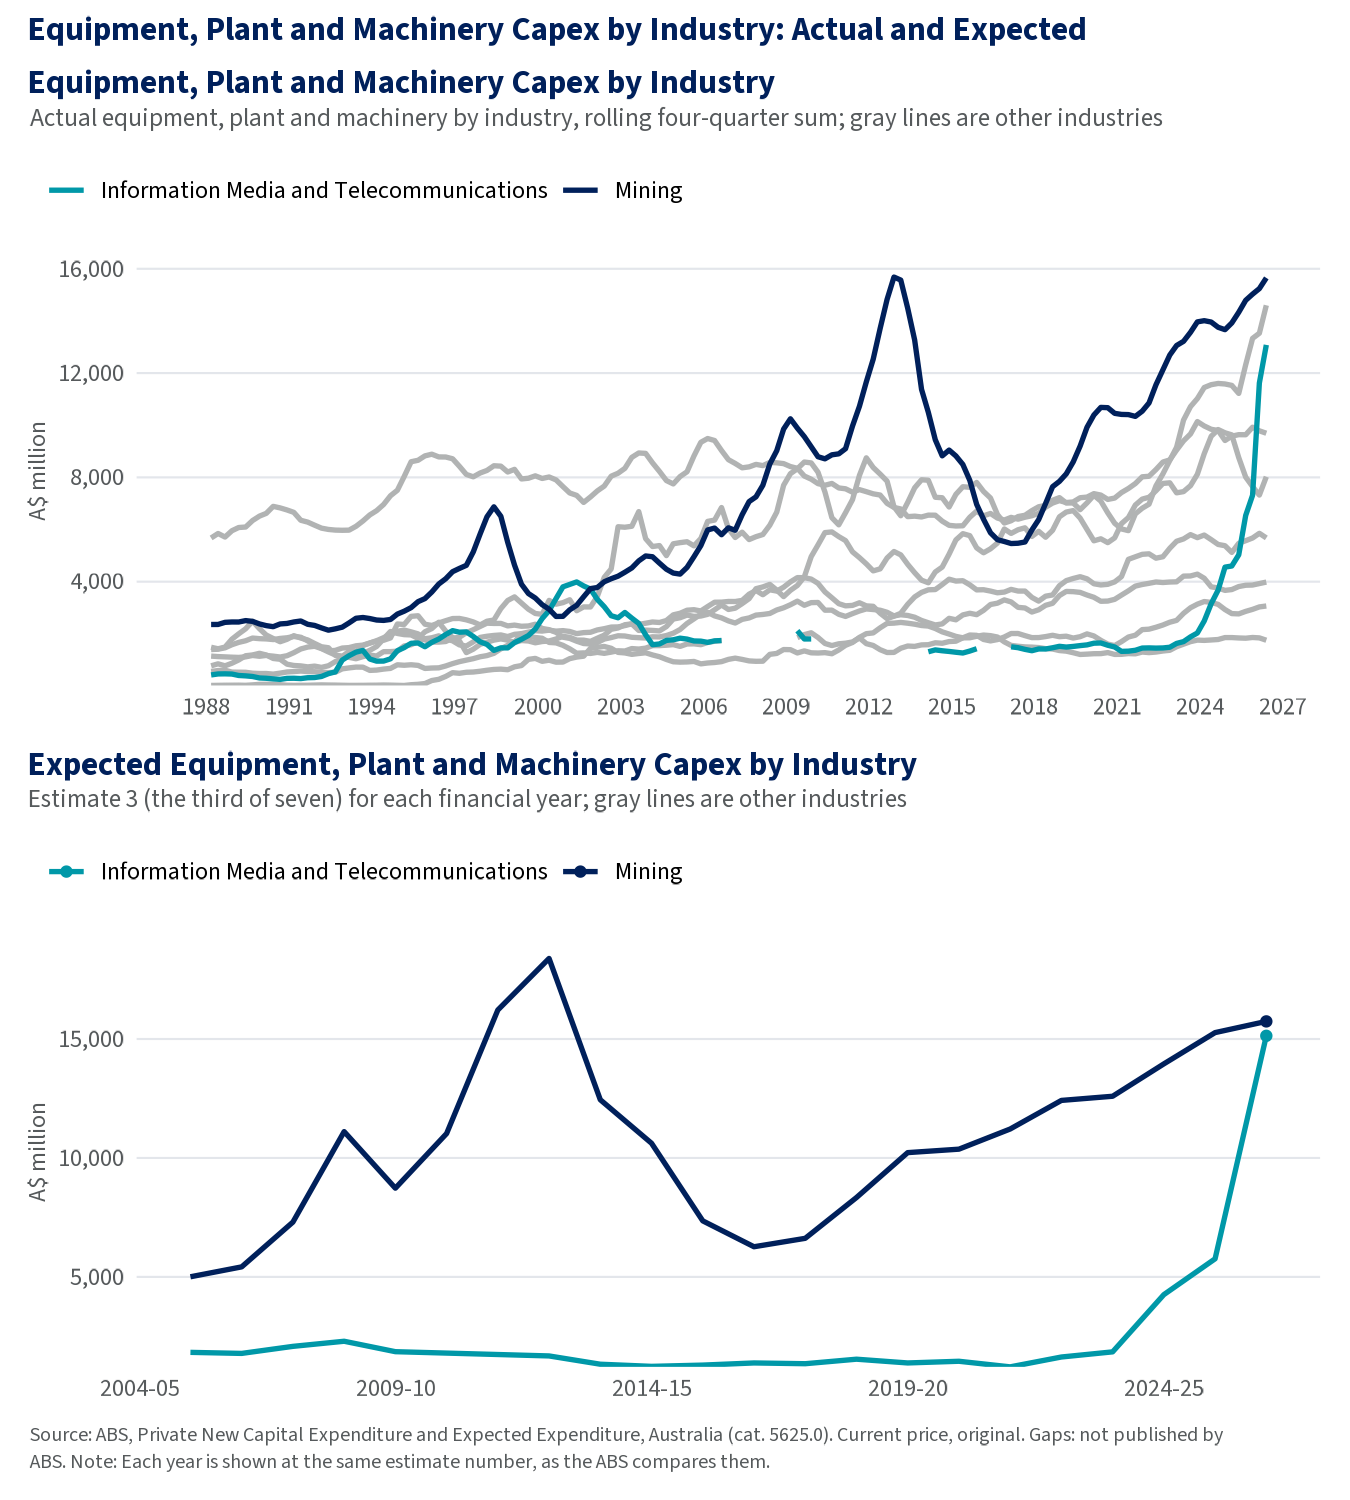 Equipment, Plant and Machinery Capex by Industry: Actual and Expected
Equipment, Plant and Machinery Capex by Industry
Actual equipment, plant and machinery by industry, rolling four-quarter sum; gray lines are other industries
Information Media and Telecommunications
Mining
16,000
12,000
8,000
4,000
A$ million
1988
1991
1994
1997
2000
2003
2006
2009
2012
2015
2018
2021
2024
2027
Expected Equipment, Plant and Machinery Capex by Industry
Estimate 3 (the third of seven) for each financial year; gray lines are other industries
Information Media and Telecommunications
Mining
15,000
10,000
5,000
A$ million
2004-05
2009-10
2014-15
2019-20
2024-25
Source: ABS, Private New Capital Expenditure and Expected Expenditure, Australia (cat. 5625.0). Current price, original. Gaps: not published by
ABS. Note: Each year is shown at the same estimate number, as the ABS compares them.